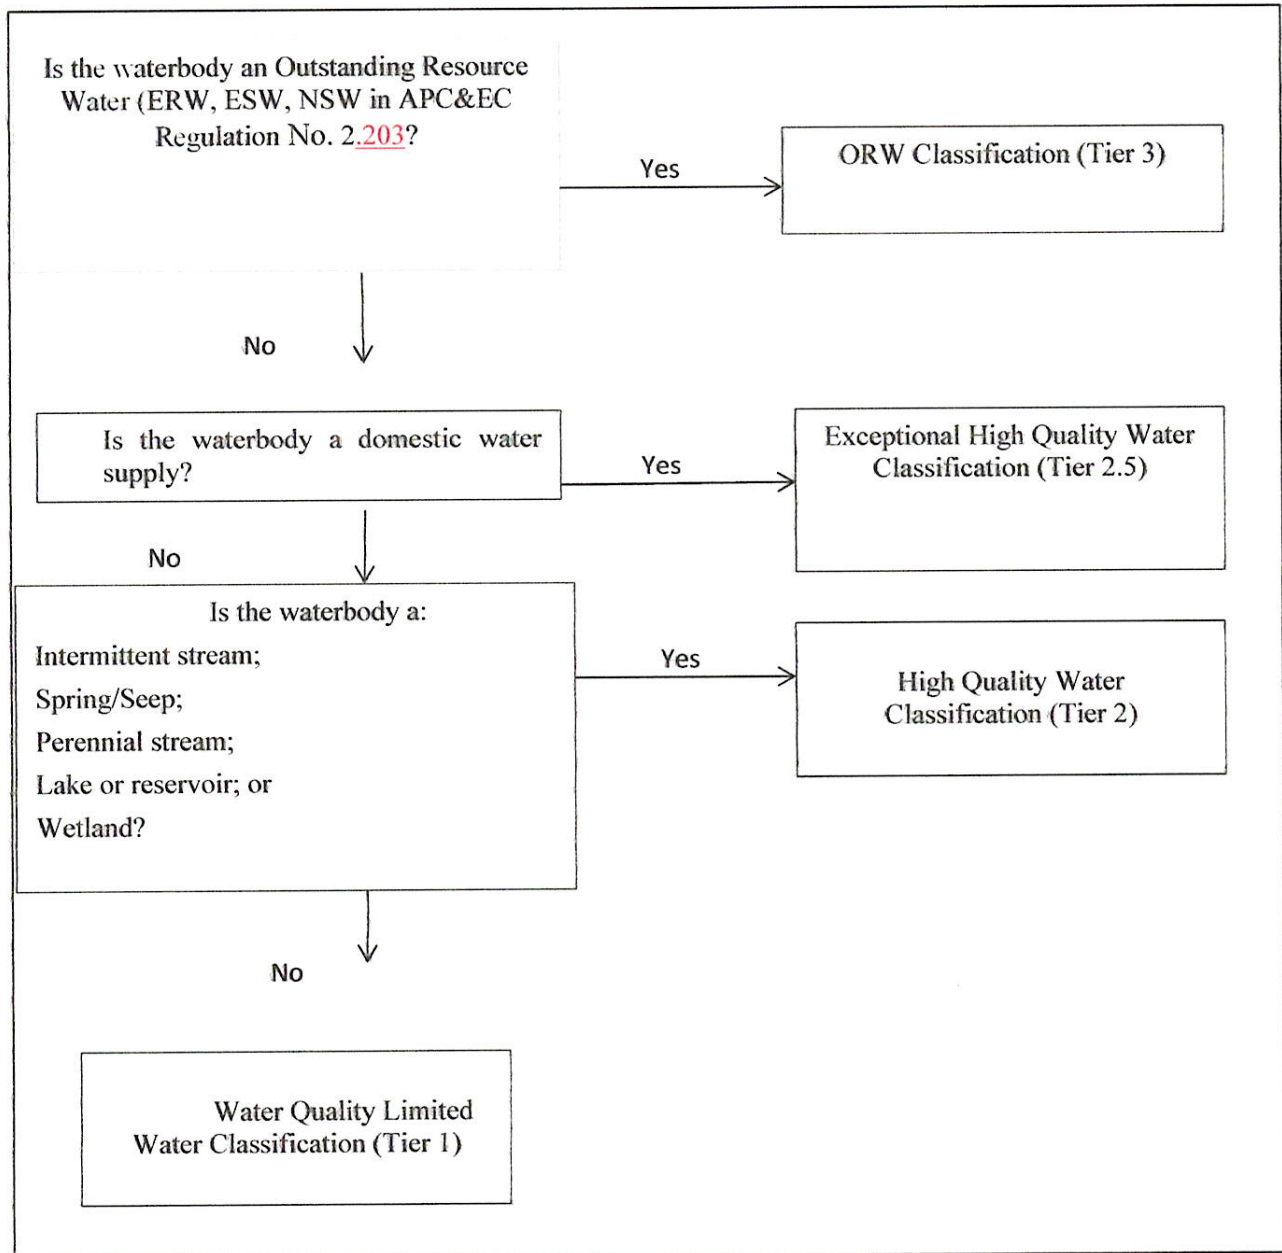 Is the waterbody an Outstanding Resource
Water (ERW, ESW, NSW in APC&EC
Regulation No. 2.203?
Yes
ORW Classification (Tier 3)
No
Is the waterbody a domestic water
supply?
Yes
Exceptional High Quality Water
Classification (Tier 2.5)
No
Is the waterbody a:
Intermittent stream;
Spring/Seep;
Perennial stream;
Lake or reservoir; or
Wetland?
Yes
High Quality Water
Classification (Tier 2)
No
Water Quality Limited
Water Classification (Tier 1)